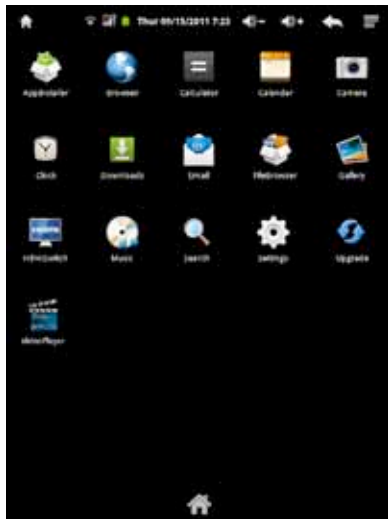 Thur 09/15/2011 7:23
AppInstaller Browser Calculator Calendar Camera
Clock Downloads Email FileBrowser Gallery
HDMISwitch Music Search Settings Upgrade
VideoPlayer